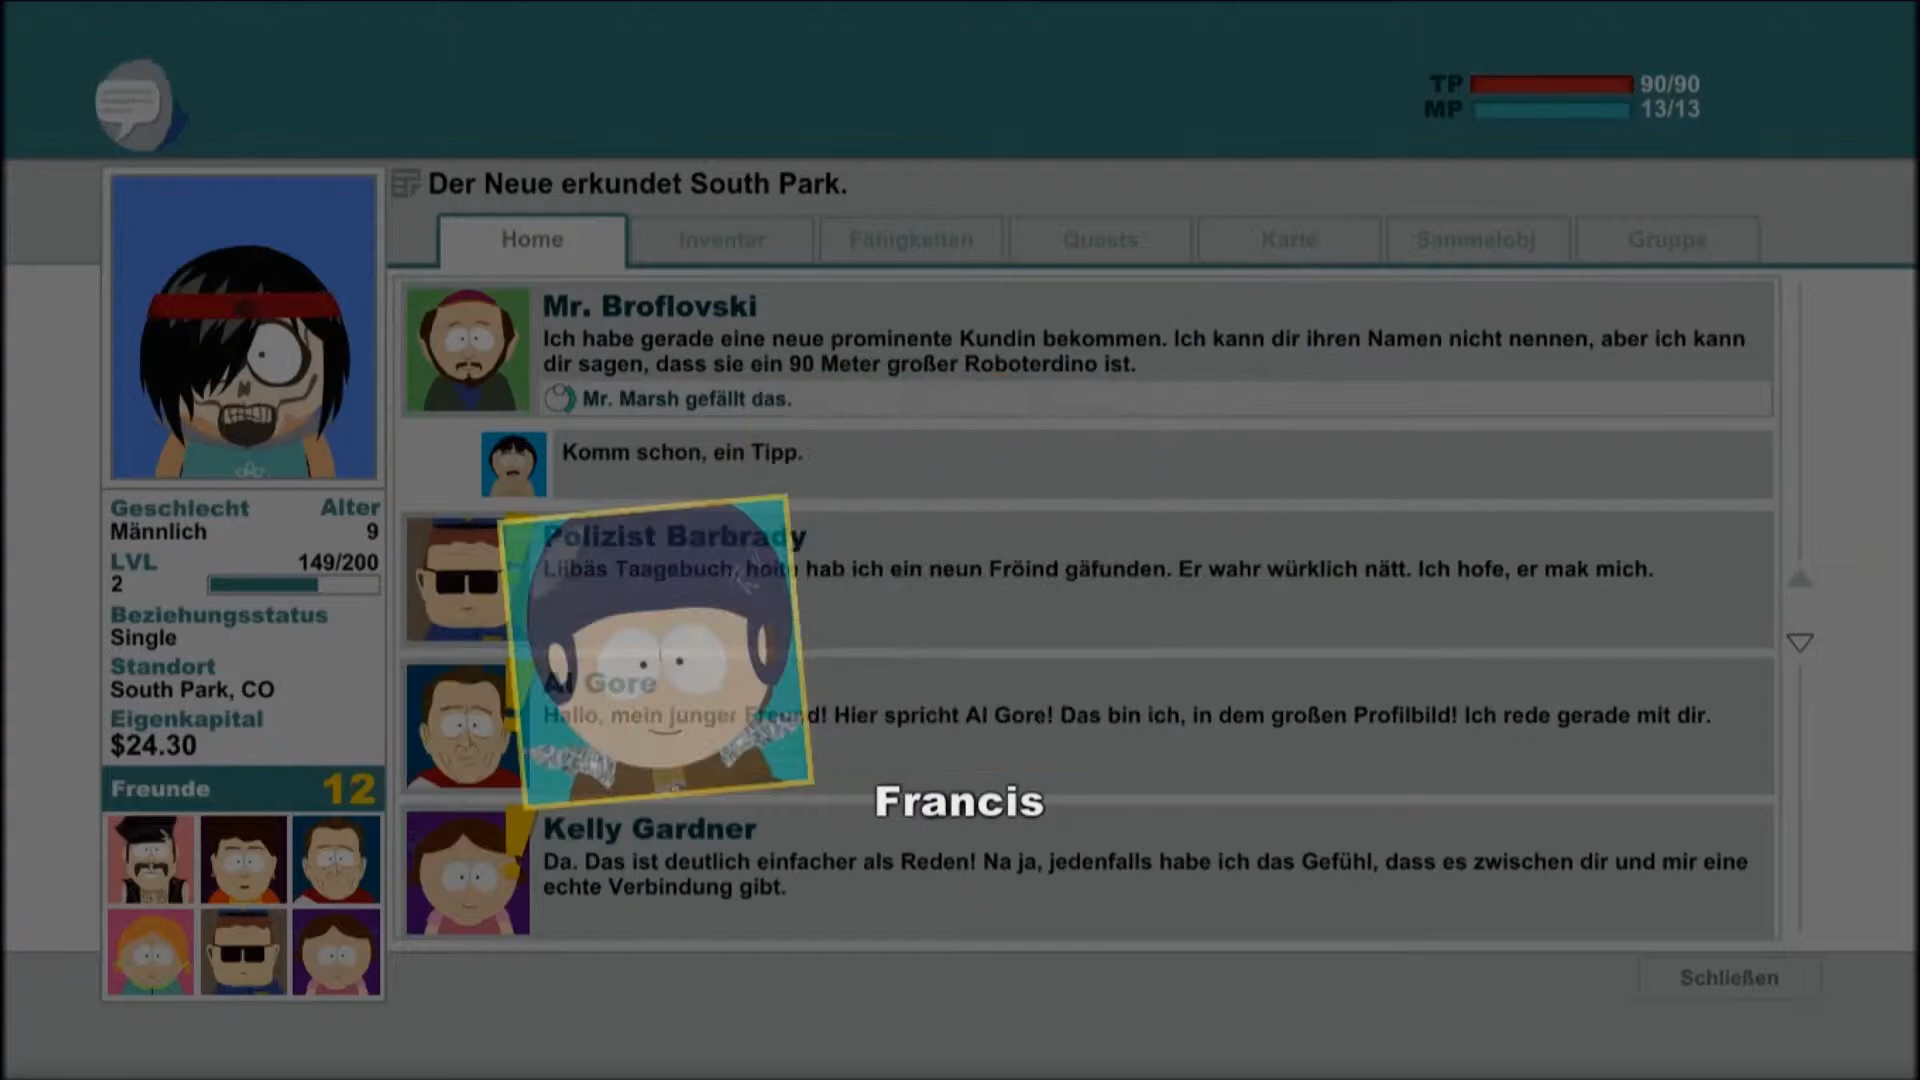 TP 90/90
MP 13/13
Der Neue erkundet South Park.
Home Inventar Fähigkeiten Quests Karte Sammelobj Gruppe
Mr. Broflovski
Ich habe gerade eine neue prominente Kundin bekommen. Ich kann dir ihren Namen nicht nennen, aber ich kann
dir sagen, dass sie ein 90 Meter großer Roboterdino ist.
Mr. Marsh gefällt das.
Komm schon, ein Tipp.
Polizist Barbrady
Liibäs Taagebuch, hoite hab ich ein neun Fröind gäfunden. Er wahr würklich nätt. Ich hofe, er mak mich.
Al Gore
Hallo, mein junger Freund! Hier spricht Al Gore! Das bin ich, in dem großen Profilbild! Ich rede gerade mit dir.
Francis
Kelly Gardner
Da. Das ist deutlich einfacher als Reden! Na ja, jedenfalls habe ich das Gefühl, dass es zwischen dir und mir eine
echte Verbindung gibt.
Geschlecht Alter
Männlich 9
LVL 149/200
2
Beziehungsstatus
Single
Standort
South Park, CO
Eigenkapital
$24.30
Freunde 12
Schließen